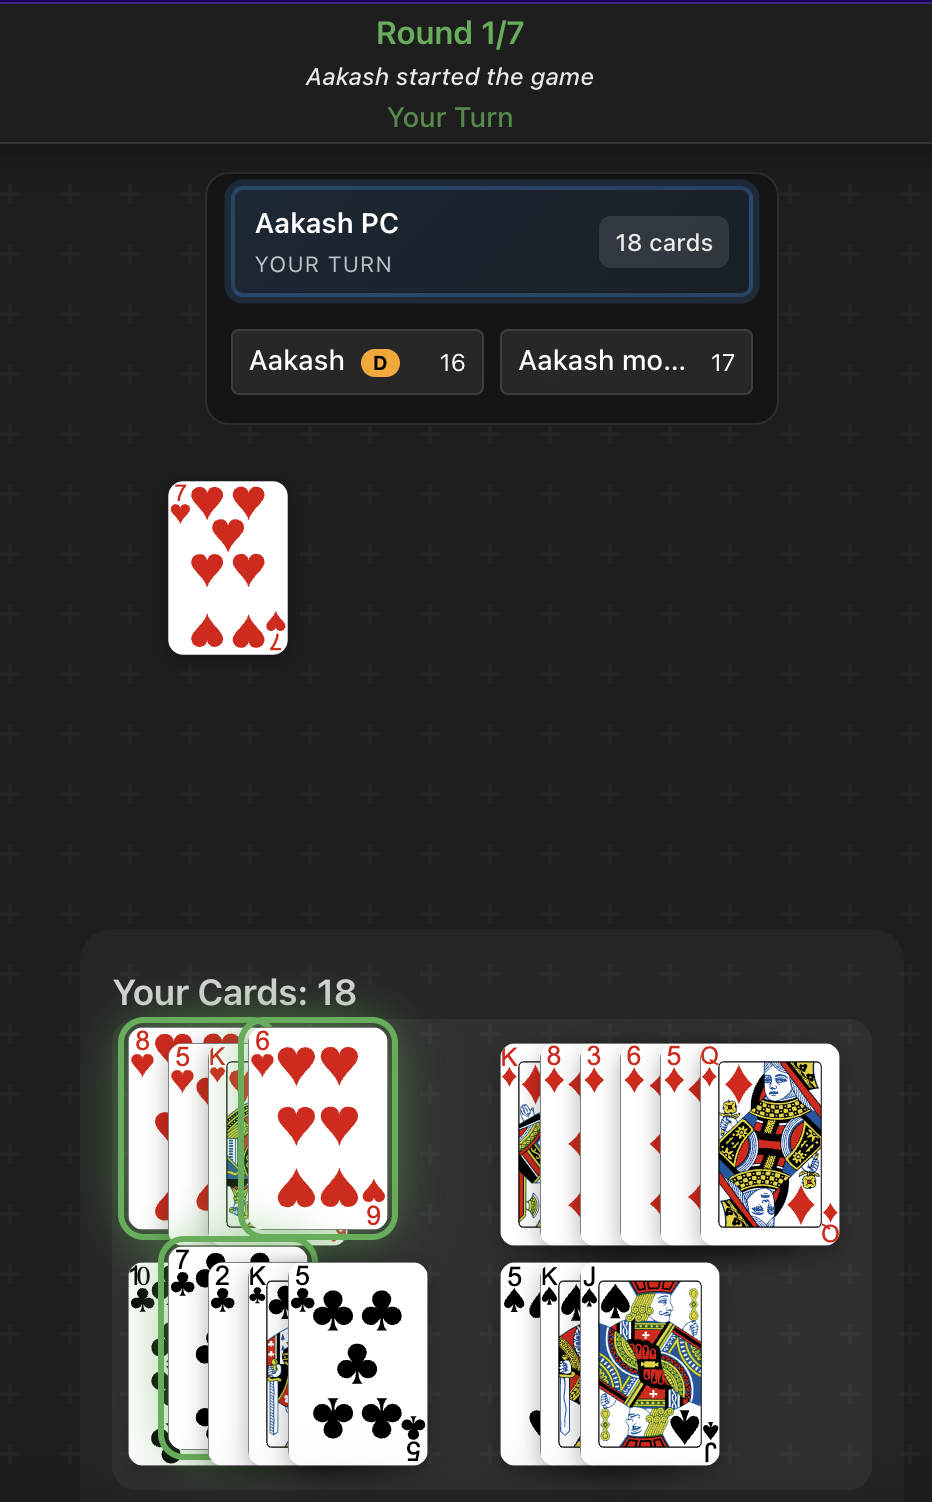 Round 1/7
Aakash started the game
Your Turn
Aakash PC
YOUR TURN
18 cards
Aakash D 16
Aakash mo... 17
7
7
Your Cards: 18
8 5 K 6
6
K 8 3 6 5 Q
Q
10 7 2 K 5
5
5 K J
J